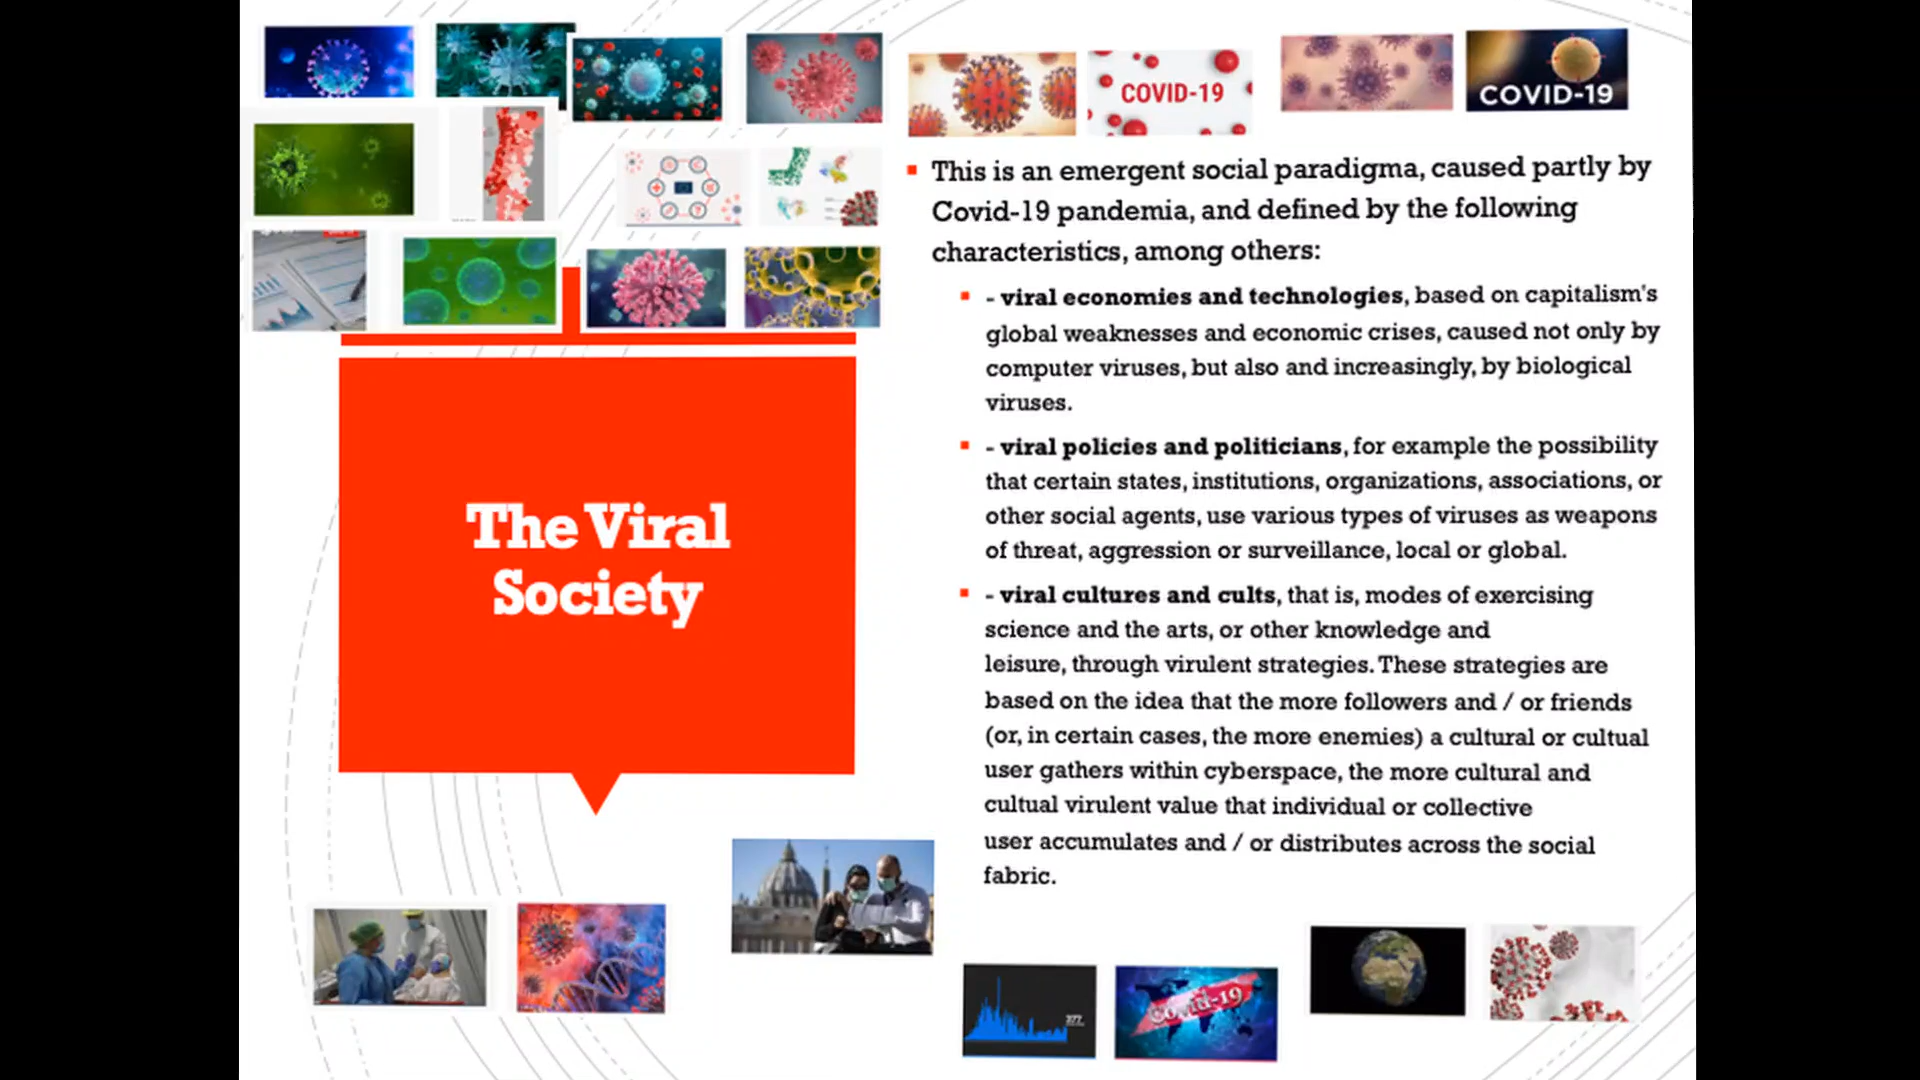 COVID-19
COVID-19
This is an emergent social paradigm, caused partly by
Covid-19 pandemia, and defined by the following
characteristics, among others:
- viral economies and technologies, based on capitalism's
global weaknesses and economic crises, caused not only by
computer viruses, but also and increasingly, by biological
viruses.
- viral policies and politicians, for example the possibility
that certain states, institutions, organizations, associations, or
other social agents, use various types of viruses as weapons
of threat, aggression or surveillance, local or global.
- viral cultures and cults, that is, modes of exercising
science and the arts, or other knowledge and
leisure, through virulent strategies. These strategies are
based on the idea that the more followers and / or friends
(or, in certain cases, the more enemies) a cultural or cultual
user gathers within cyberspace, the more cultural and
cultual virulent value that individual or collective
user accumulates and / or distributes across the social
fabric.
The Viral
Society
377
Covid-19